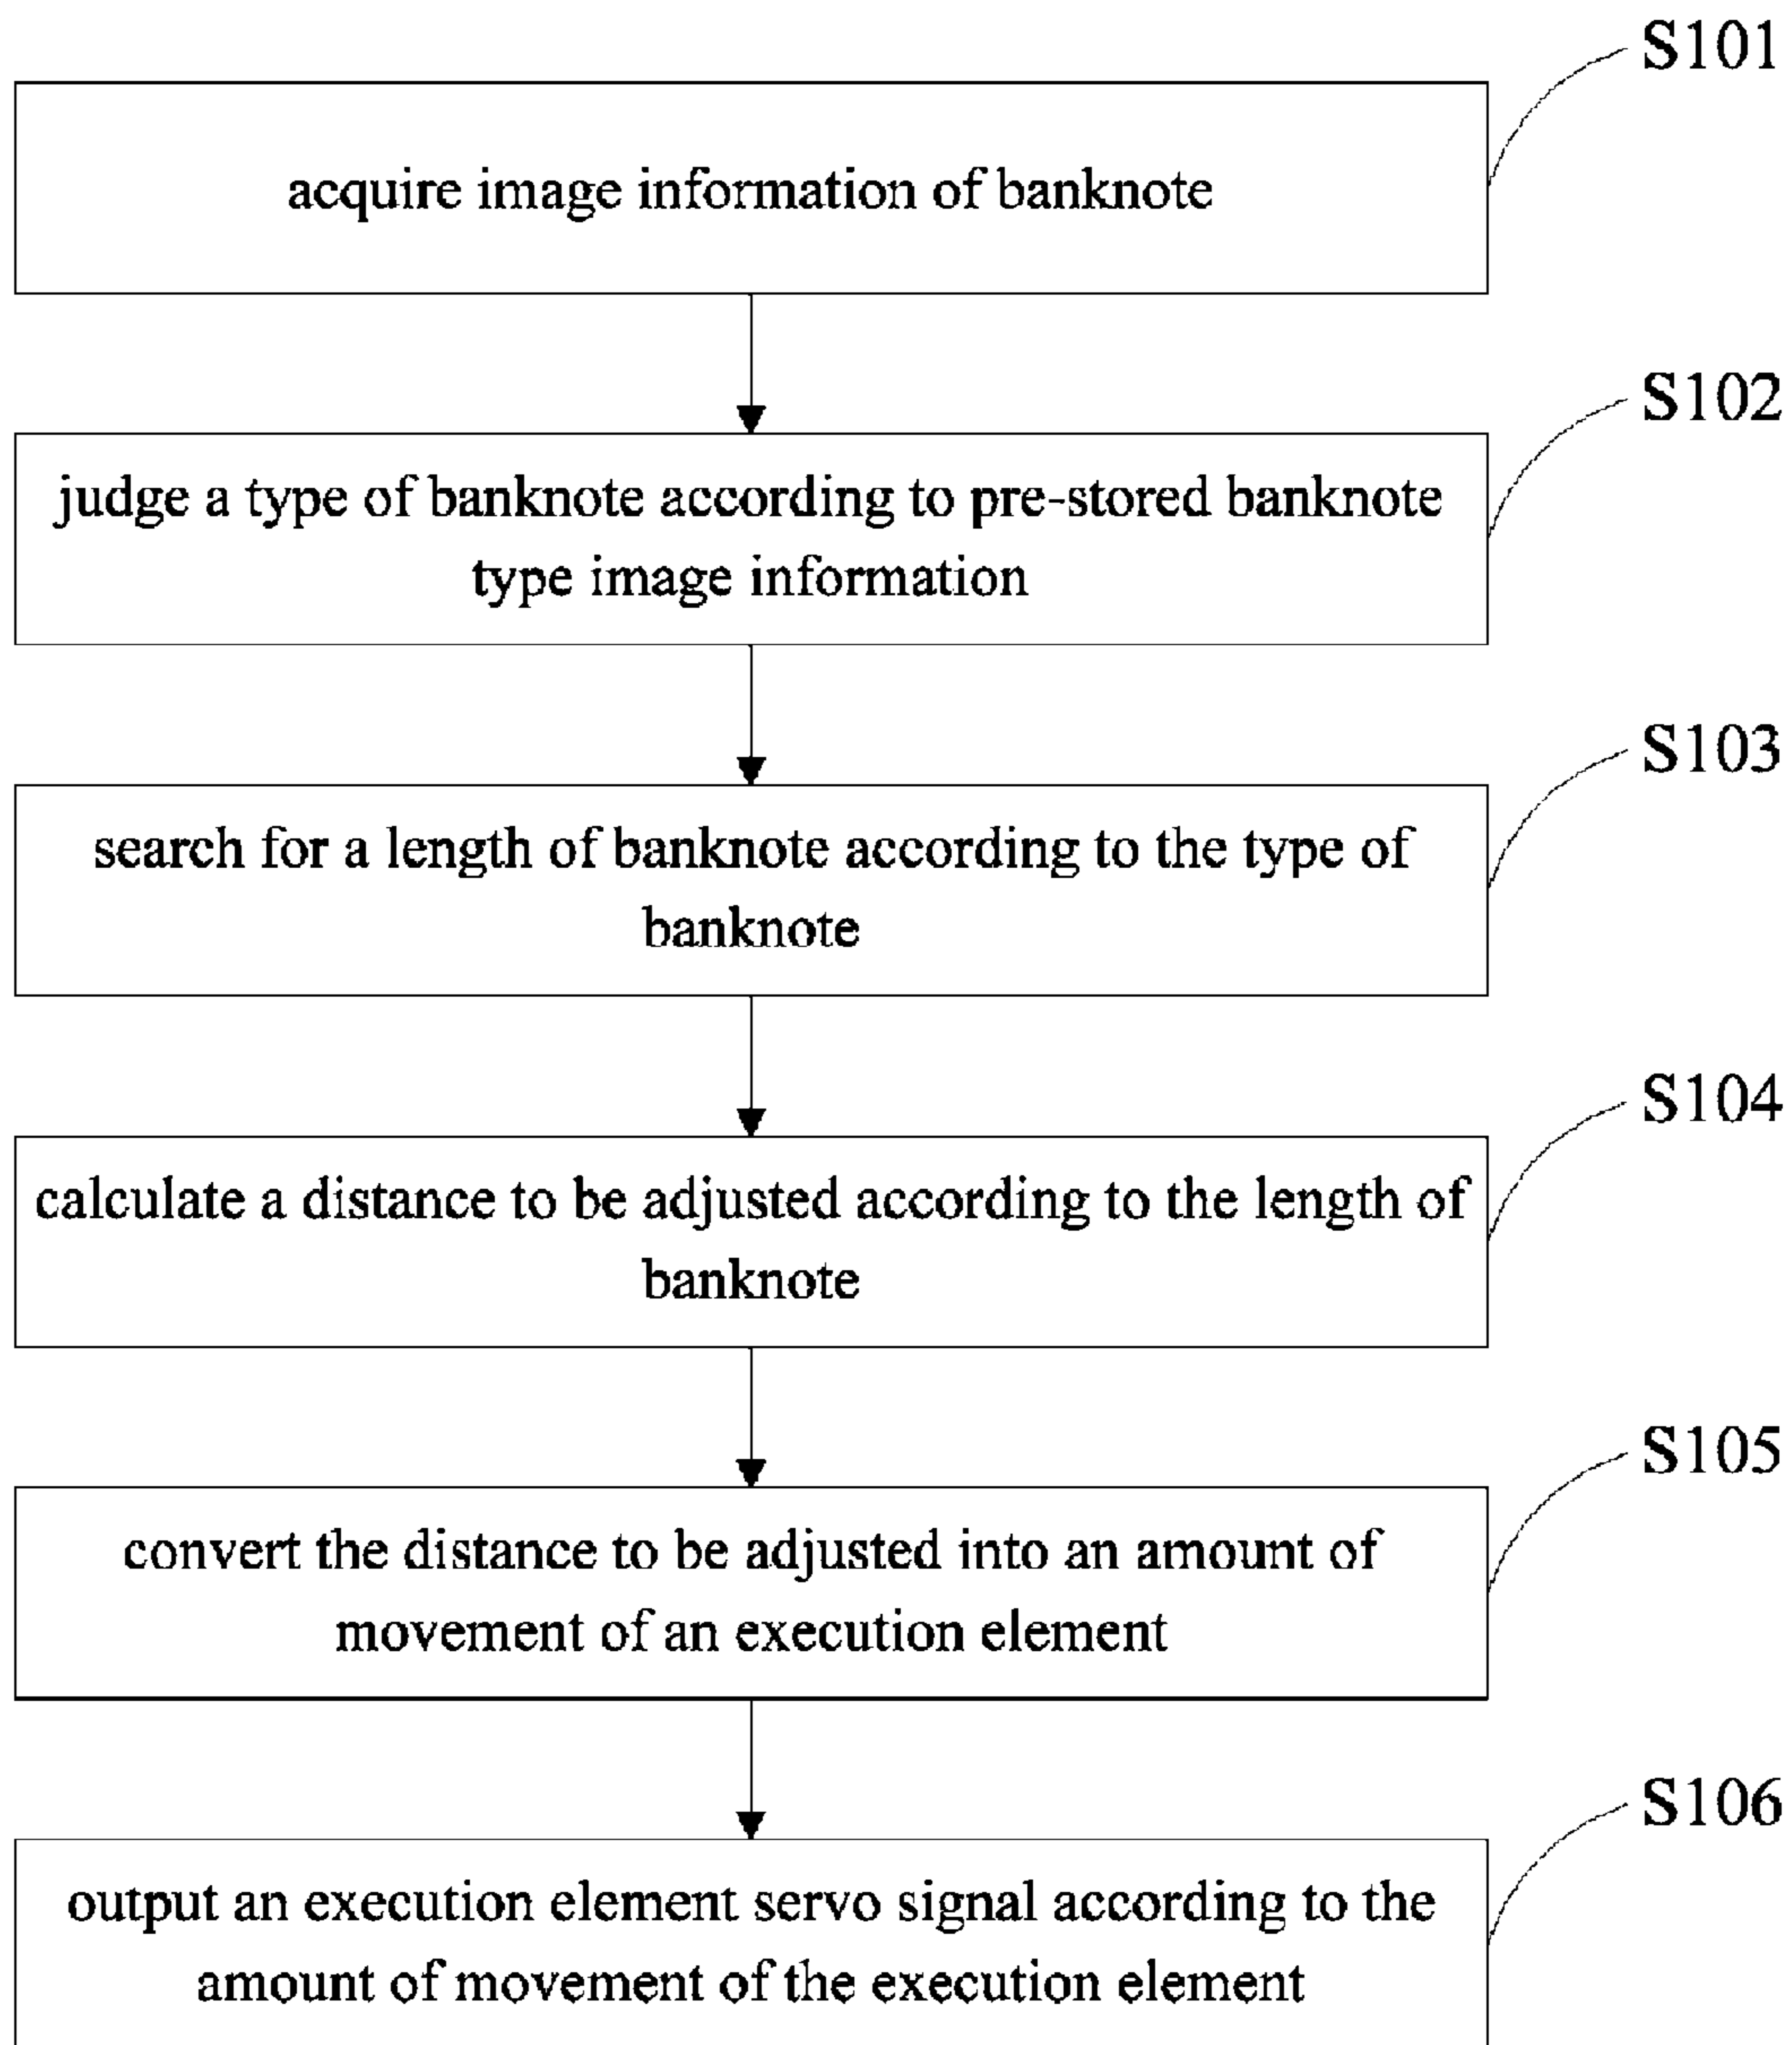 S101
acquire image information of banknote
S102
judge a type of banknote according to pre-stored banknote
type image information
S103
search for a length of banknote according to the type of
banknote
S104
calculate a distance to be adjusted according to the length of
banknote
S105
convert the distance to be adjusted into an amount of
movement of an execution element
S106
output an execution element servo signal according to the
amount of movement of the execution element